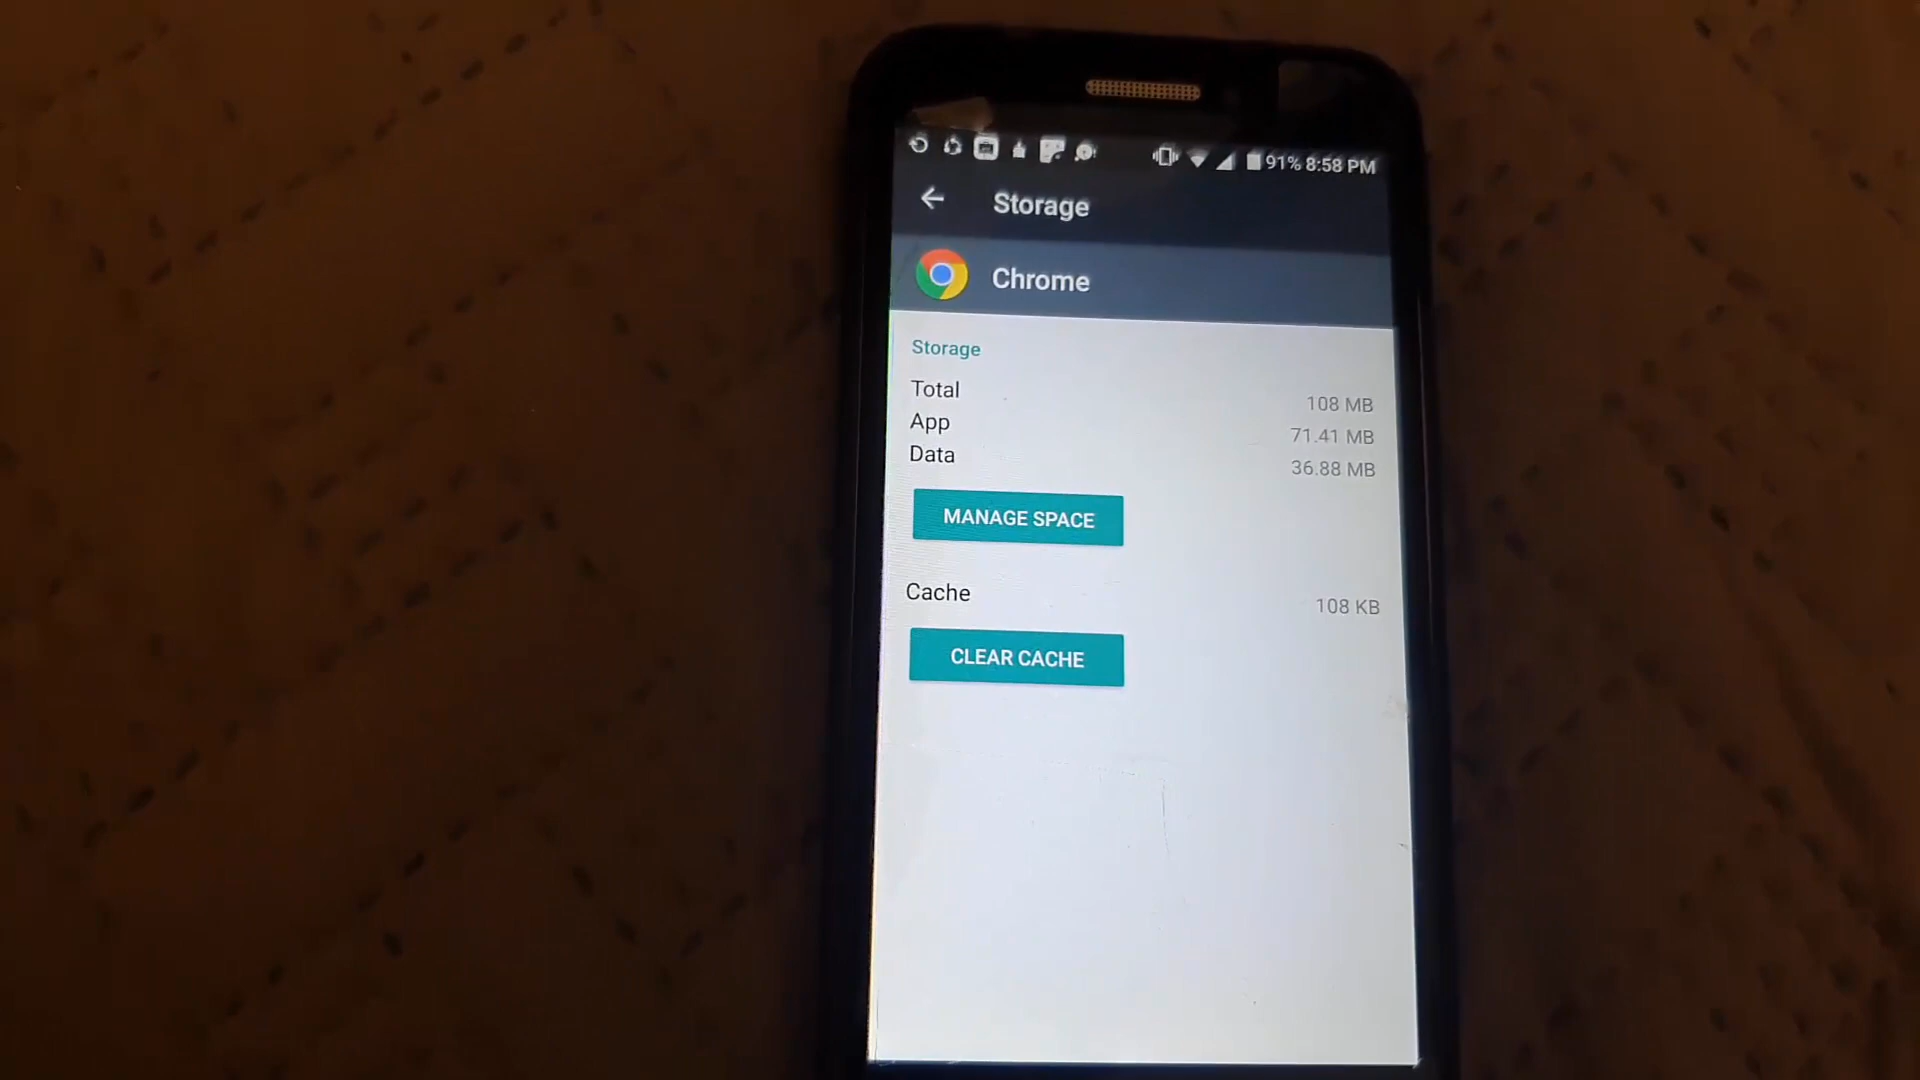 91% 8:58 PM
Storage
Chrome
Storage
Total 108 MB
App 71.41 MB
Data 36.88 MB
MANAGE SPACE
Cache 108 KB
CLEAR CACHE